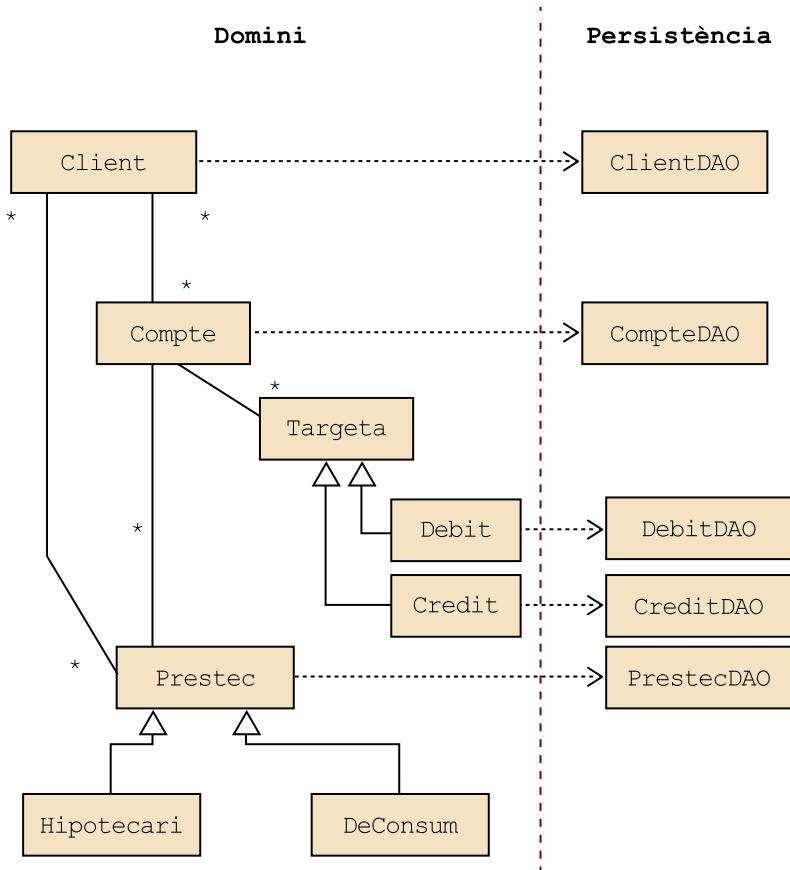 Domini
Persistència
Client
ClientDAO
*
*
*
Compte
CompteDAO
*
Targeta
*
Debit
DebitDAO
Credit
CreditDAO
*
Prestec
PrestecDAO
Hipotecari
DeConsum